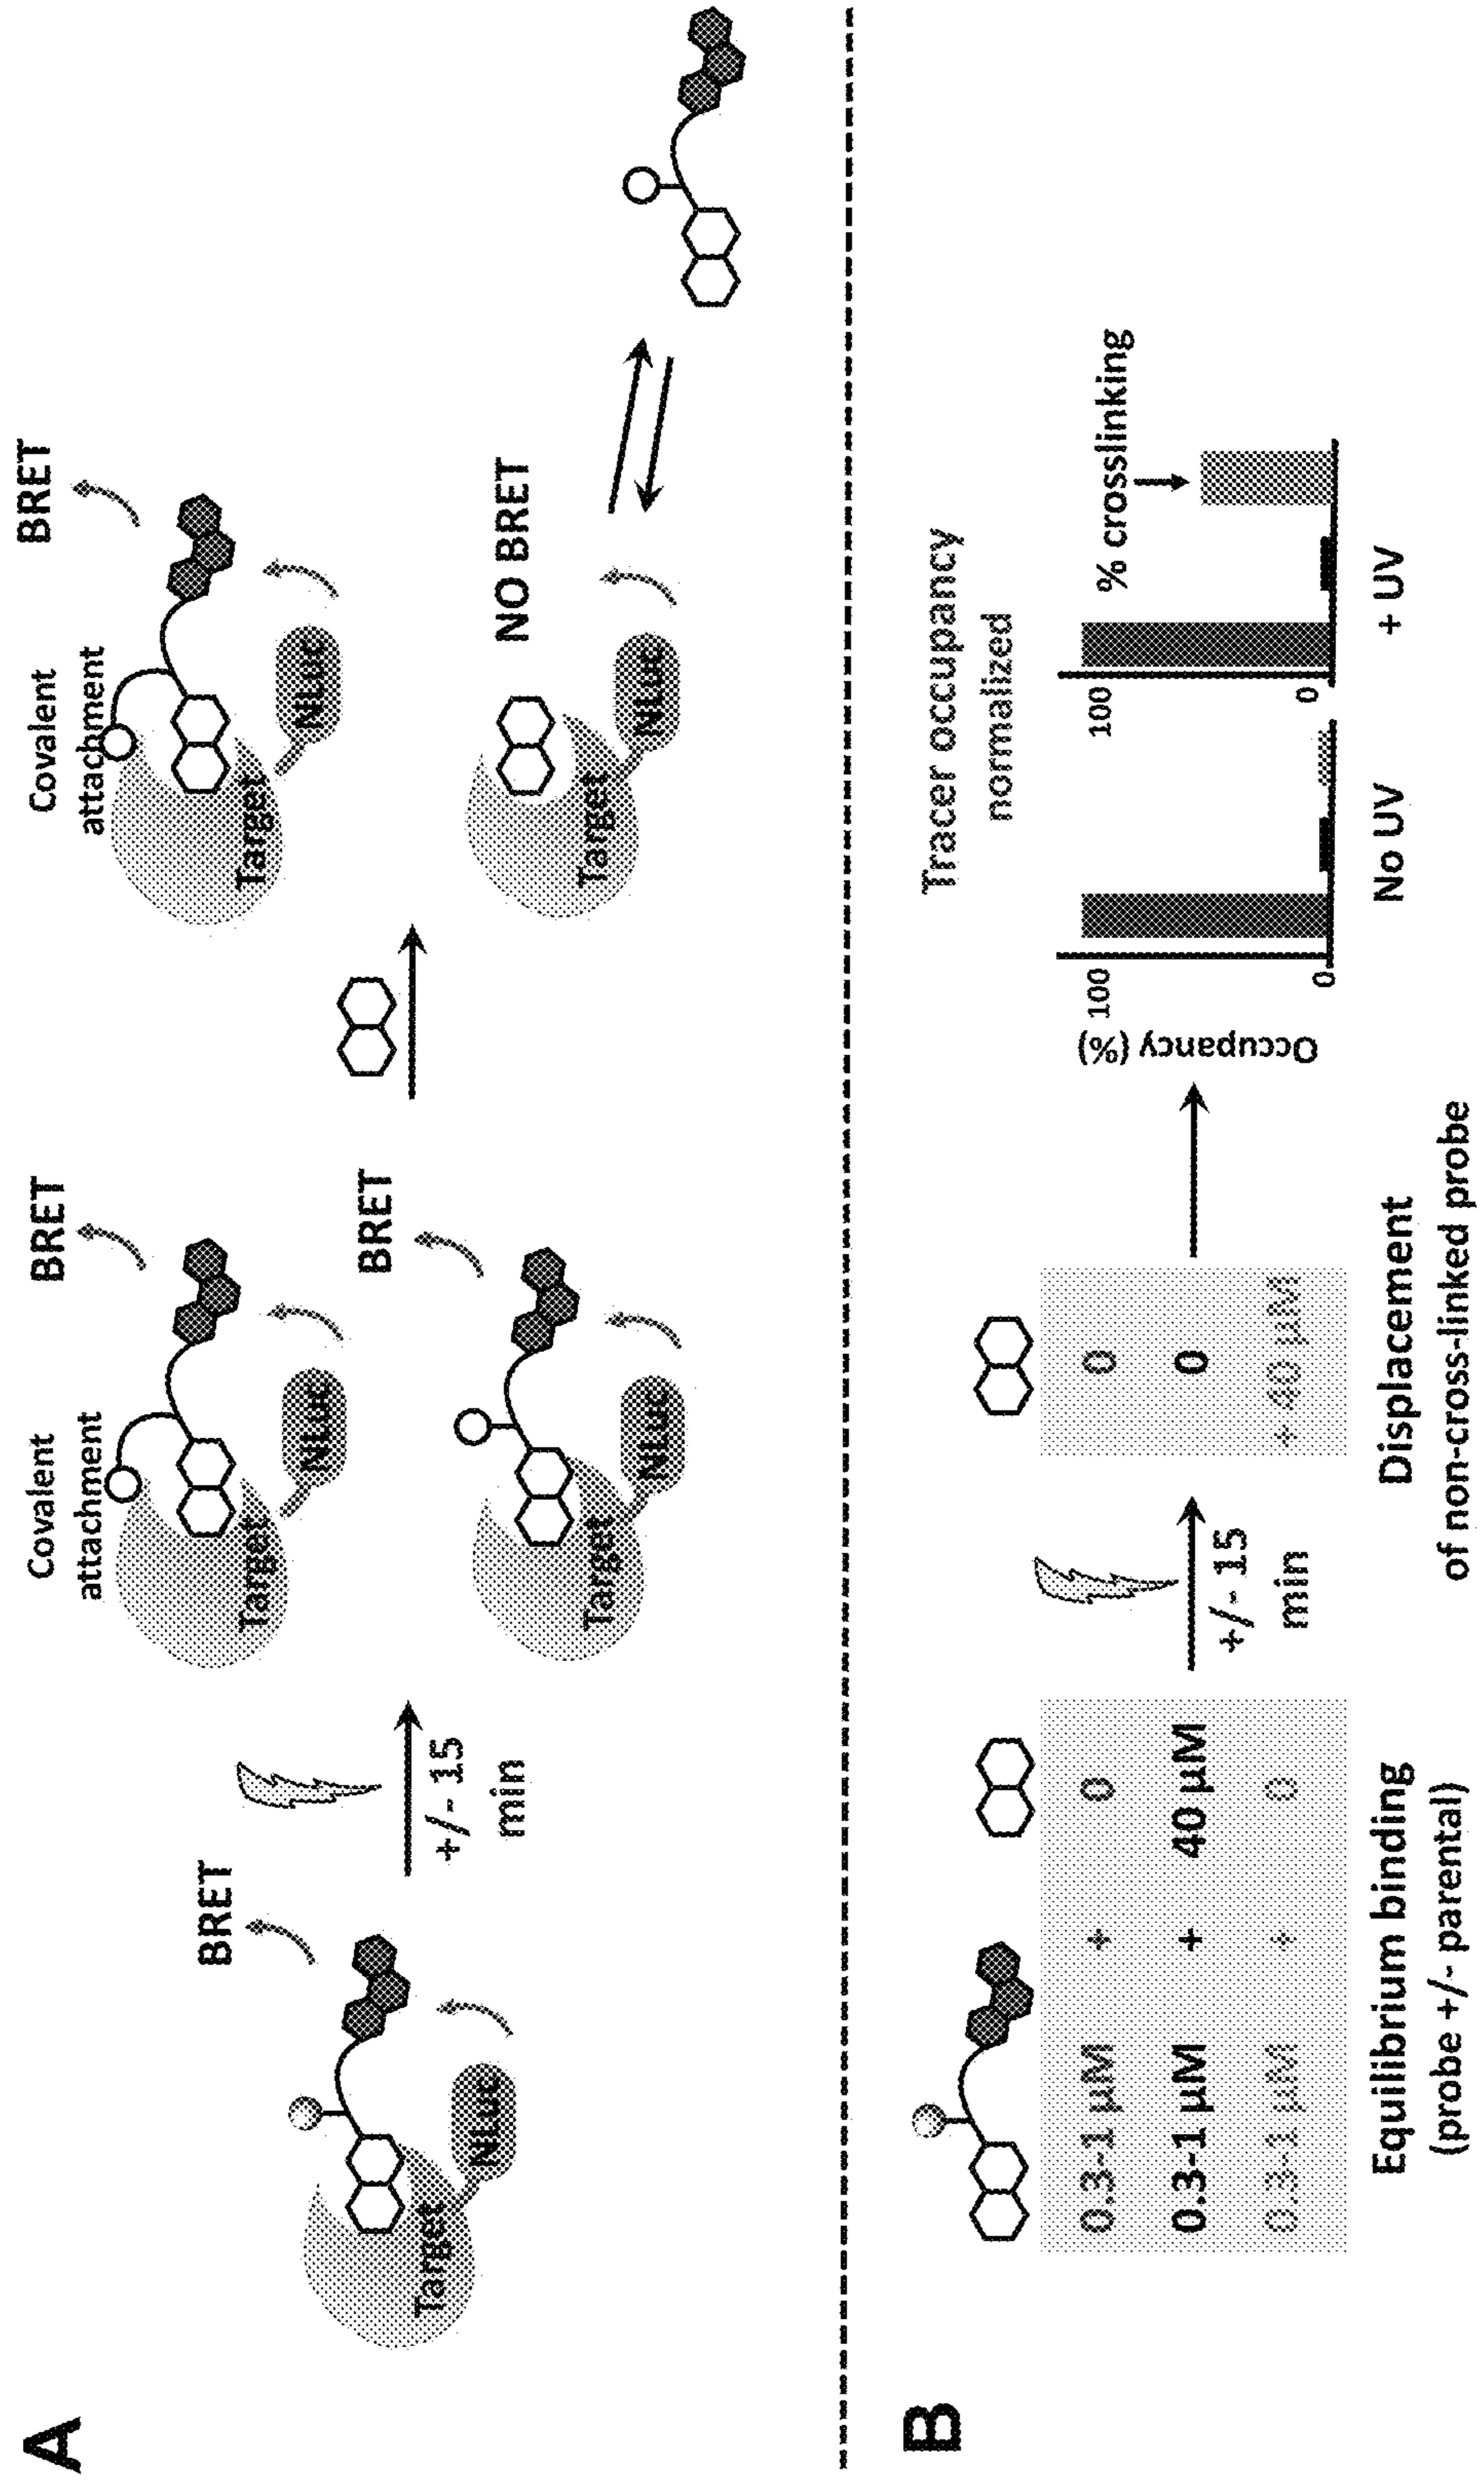 A
BRET
Target
NLuc
+/- 15
min
Covalent
attachment
BRET
Target
NLuc
BRET
Target
NLuc
Covalent
attachment
BRET
Target
NLuc
NO BRET
Target
NLuc
B
0.3-1 µM + 0
0.3-1 µM + 40 µM
0.3-1 µM + 0
Equilibrium binding
(probe +/- parental)
+/- 15
min
0
0
+ 40 µM
Displacement
of non-cross-linked probe
Tracer occupancy
normalized
Occupancy (%)
100
0
No UV
100
0
% crosslinking
+ UV